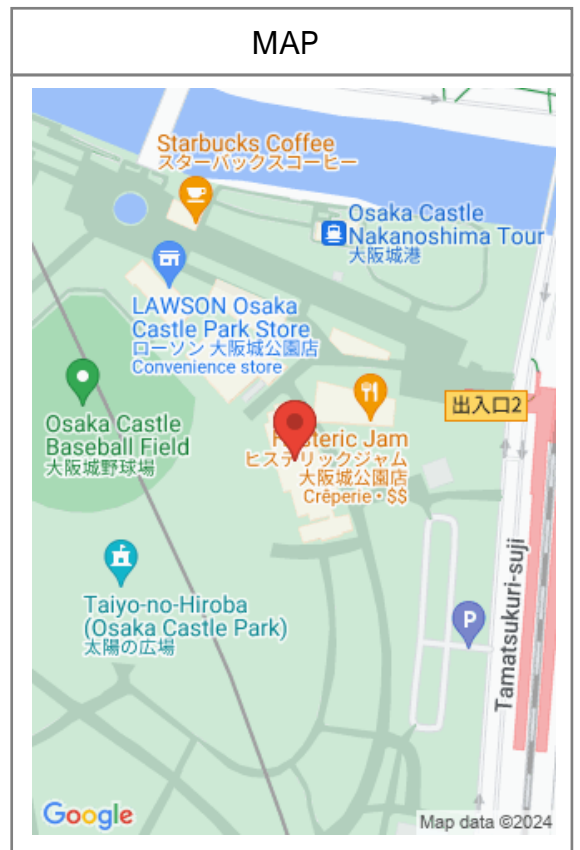 MAP
Starbucks Coffee
スターバックスコーヒー
Osaka Castle
Nakanoshima Tour
大阪城港
LAWSON Osaka
Castle Park Store
ローソン 大阪城公園店
Convenience store
出入口2
Osaka Castle
Baseball Field
大阪城野球場
Jam
ヒステリックジャム
大阪城公園店
Crêperie • $$
Taiyo-no-Hiroba
(Osaka Castle Park)
太陽の広場
P
Tamatsukuri-suji
Google
Map data ©2024